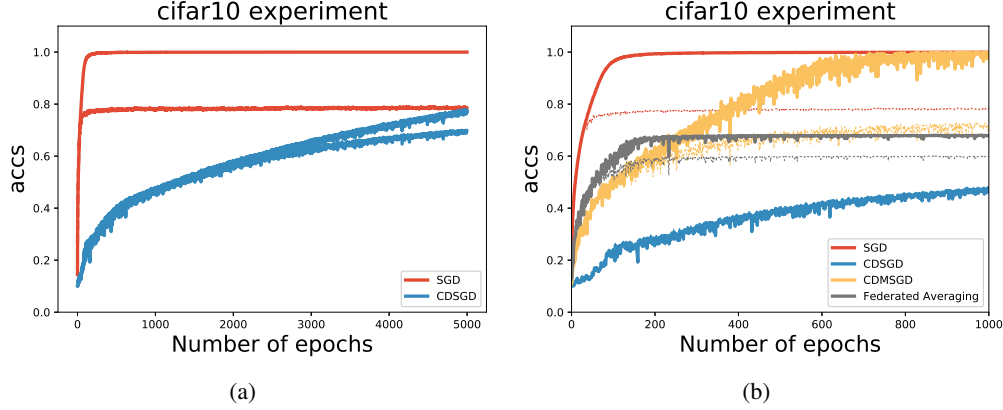 cifar10 experiment
1.0
0.8
0.6
0.4
0.2
0.0
accs
0
1000
2000
3000
4000
5000
Number of epochs
SGD
CDSGD
(a)
cifar10 experiment
1.0
0.8
0.6
0.4
0.2
0.0
accs
0
200
400
600
800
1000
Number of epochs
SGD
CDSGD
CDMSGD
Federated Averaging
(b)